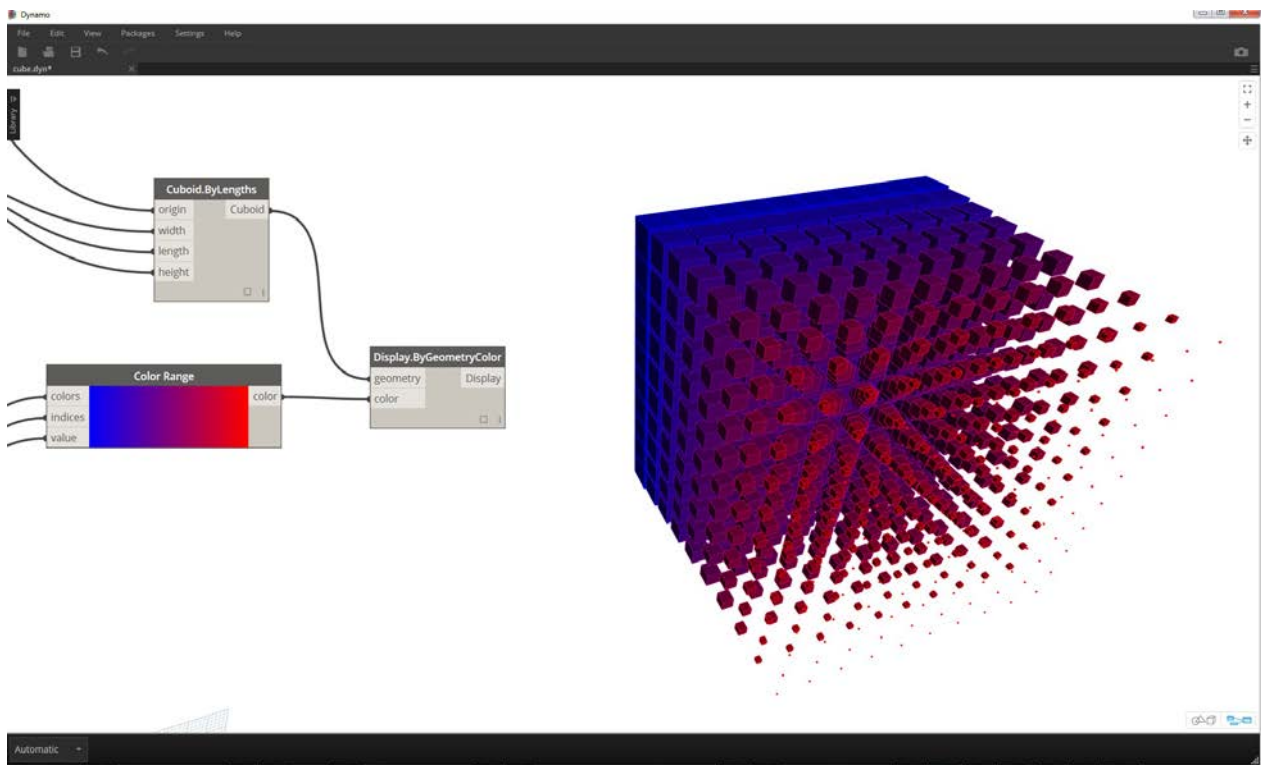 Dynamo
File Edit View Packages Settings Help
cube.dyn*
Library
Cuboid.ByLengths
origin Cuboid
width
length
height
Display.ByGeometryColor
geometry Display
color
Color Range
colors color
indices
value
Automatic